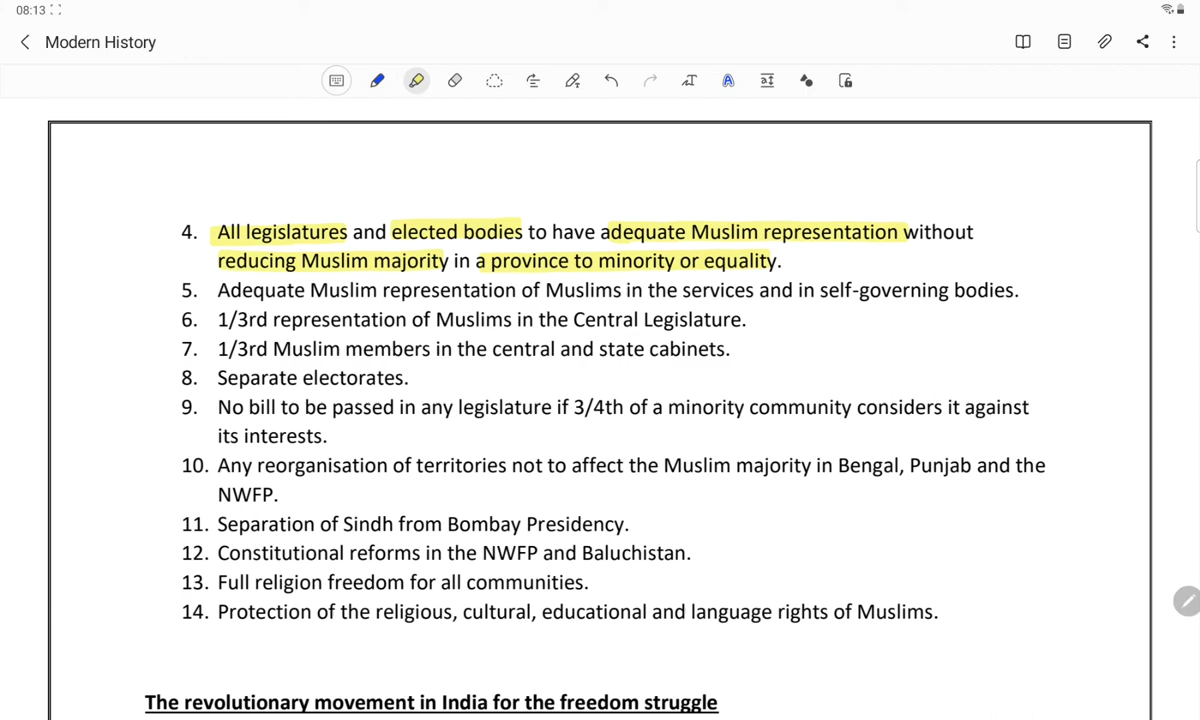 08:13
Modern History
4. All legislatures and elected bodies to have adequate Muslim representation without
reducing Muslim majority in a province to minority or equality.
5. Adequate Muslim representation of Muslims in the services and in self-governing bodies.
6. 1/3rd representation of Muslims in the Central Legislature.
7. 1/3rd Muslim members in the central and state cabinets.
8. Separate electorates.
9. No bill to be passed in any legislature if 3/4th of a minority community considers it against
its interests.
10. Any reorganisation of territories not to affect the Muslim majority in Bengal, Punjab and the
NWFP.
11. Separation of Sindh from Bombay Presidency.
12. Constitutional reforms in the NWFP and Baluchistan.
13. Full religion freedom for all communities.
14. Protection of the religious, cultural, educational and language rights of Muslims.
The revolutionary movement in India for the freedom struggle